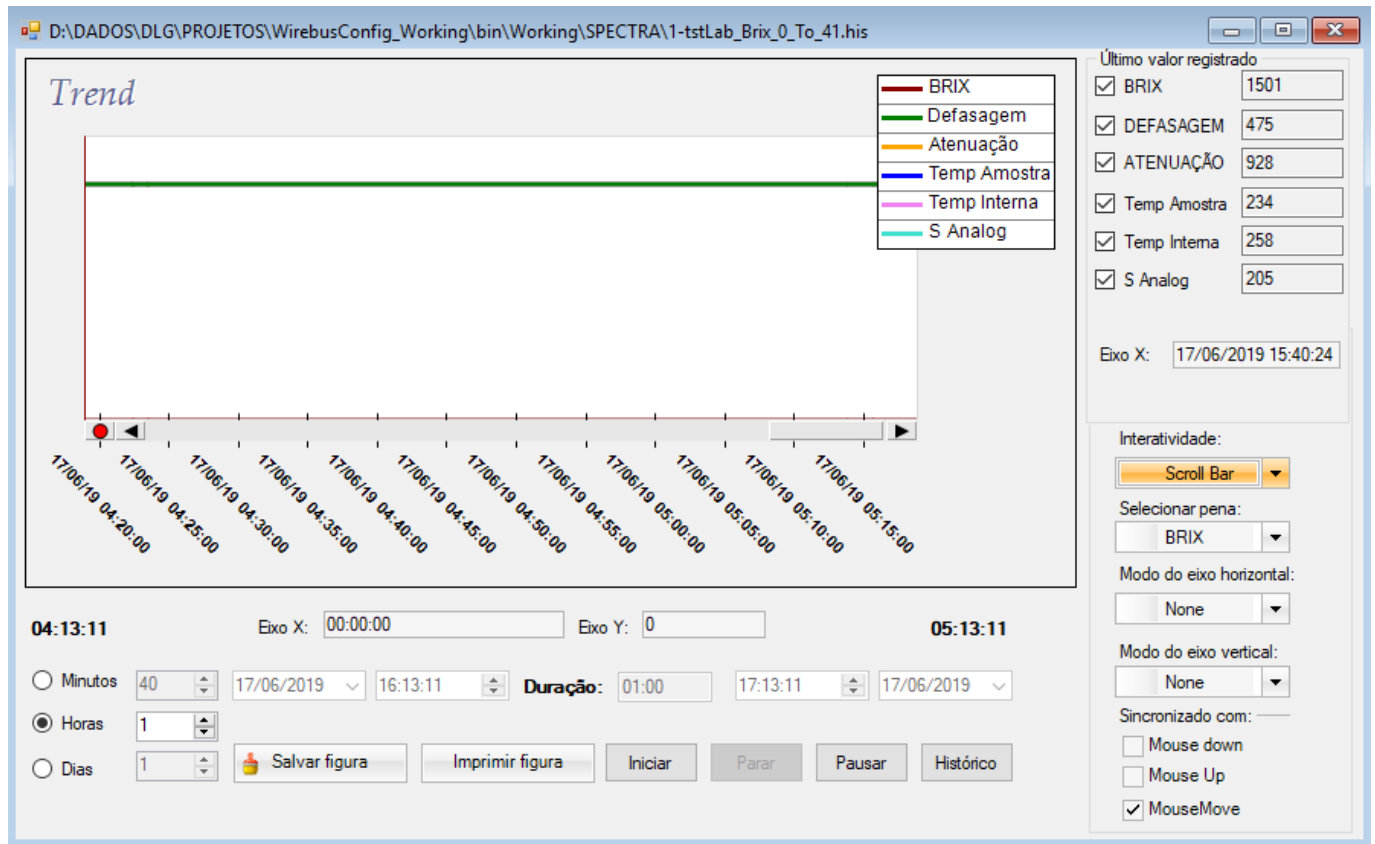 D:\DADOS\DLG\PROJETOS\WirebusConfig_Working\bin\Working\SPECTRA\1-tstLab_Brix_0_To_41.his
Trend
BRIX
Defasagem
Atenuação
Temp Amostra
Temp Interna
S Analog
17/06/19 04:20:00
17/06/19 04:25:00
17/06/19 04:30:00
17/06/19 04:35:00
17/06/19 04:40:00
17/06/19 04:45:00
17/06/19 04:50:00
17/06/19 04:55:00
17/06/19 05:00:00
17/06/19 05:05:00
17/06/19 05:10:00
17/06/19 05:15:00
04:13:11 Eixo X: 00:00:00 Eixo Y: 0 05:13:11
Minutos 40 17/06/2019 16:13:11 Duração: 01:00 17:13:11 17/06/2019
Horas 1
Dias 1 Salvar figura Imprimir figura Iniciar Parar Pausar Histórico
Último valor registrado
BRIX 1501
DEFASAGEM 475
ATENUAÇÃO 928
Temp Amostra 234
Temp Interna 258
S Analog 205
Eixo X: 17/06/2019 15:40:24
Interatividade:
Scroll Bar
Selecionar pena:
BRIX
Modo do eixo horizontal:
None
Modo do eixo vertical:
None
Sincronizado com:
Mouse down
Mouse Up
MouseMove